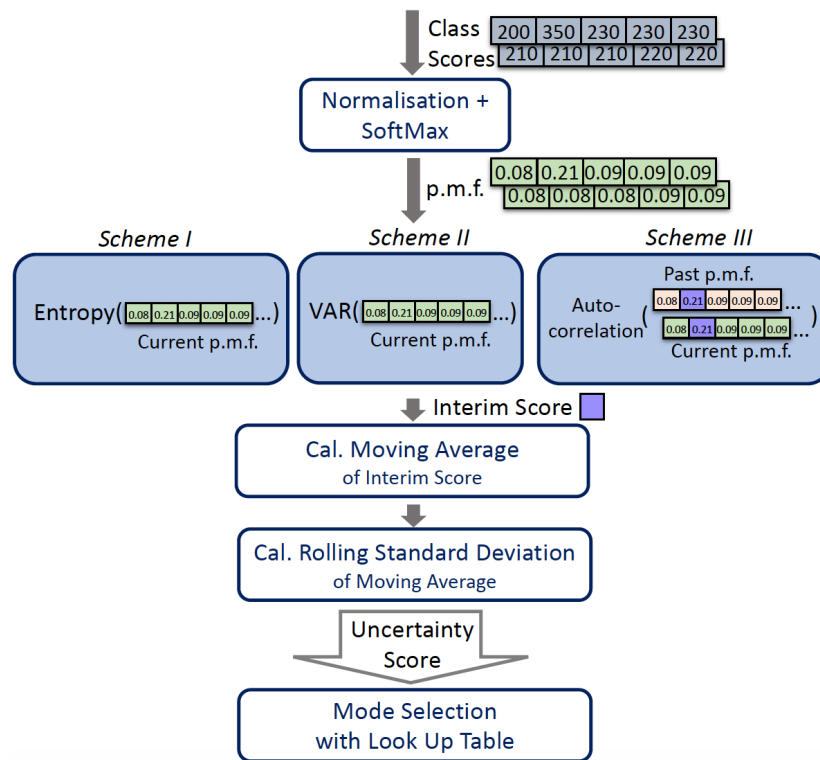 Class
200 350 230 230 230
Scores
210 210 210 220 220
Normalisation +
SoftMax
p.m.f.
0.08 0.21 0.09 0.09 0.09
0.08 0.08 0.08 0.09 0.09
Scheme I
Entropy( 0.08 0.21 0.09 0.09 0.09 ...)
Current p.m.f.
Scheme II
VAR( 0.08 0.21 0.09 0.09 0.09 ...)
Current p.m.f.
Scheme III
Past p.m.f.
Auto-
correlation
( 0.08 0.21 0.09 0.09 0.09 ...
0.08 0.21 0.09 0.09 0.09 ... )
Current p.m.f.
Interim Score
Cal. Moving Average
of Interim Score
Cal. Rolling Standard Deviation
of Moving Average
Uncertainty
Score
Mode Selection
with Look Up Table